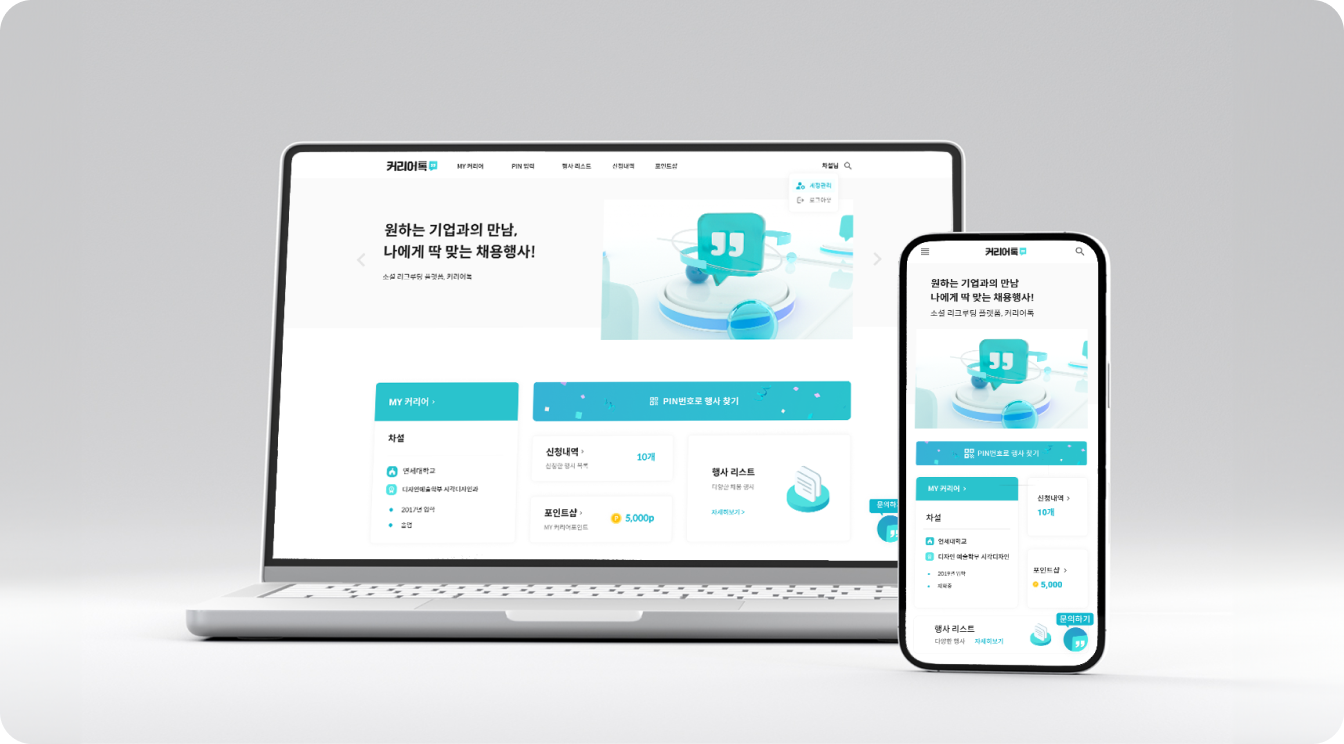 커리어톡
MY 커리어
PIN 입력
행사 리스트
신청내역
포인트샵
차설님
계정관리
로그아웃
원하는 기업과의 만남,
나에게 딱 맞는 채용행사!
소셜 리크루팅 플랫폼, 커리어톡
MY 커리어 >
PIN번호로 행사 찾기
차설
연세대학교
디자인예술학부 시각디자인과
2017년 입학
졸업
신청내역 >
신청한 행사 목록
10개
포인트샵 >
MY 커리어포인트
P 5,000p
행사 리스트
다양한 채용 행사
자세히보기 >
문의하
커리어톡
원하는 기업과의 만남
나에게 딱 맞는 채용행사!
소셜 리크루팅 플랫폼, 커리어톡
PIN번호로 행사 찾기
MY 커리어 >
차설
연세대학교
디자인 예술학부 시각디자인
2019년 입학
재학중
신청내역 >
10개
포인트샵 >
5,000
행사 리스트
다양한 행사
자세히보기
문의하기